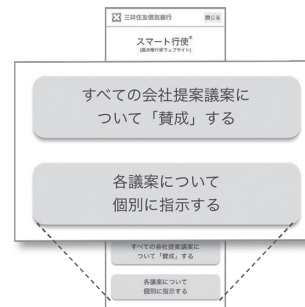 三井住友信託銀行 閉じる
スマート行使®
(議決権行使ウェブサイト)
すべての会社提案議案に
ついて「賛成」する
各議案について
個別に指示する
すべての会社提案議案に
ついて「賛成」する
各議案について
個別に指示する